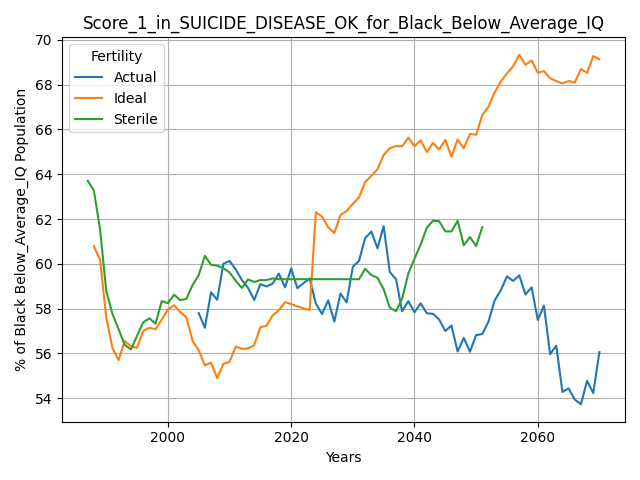 Score_1_in_SUICIDE_DISEASE_OK_for_Black_Below_Average_IQ
% of Black Below_Average_IQ Population
70
68
66
64
62
60
58
56
54
Fertility
Actual
Ideal
Sterile
2000 2020 2040 2060
Years